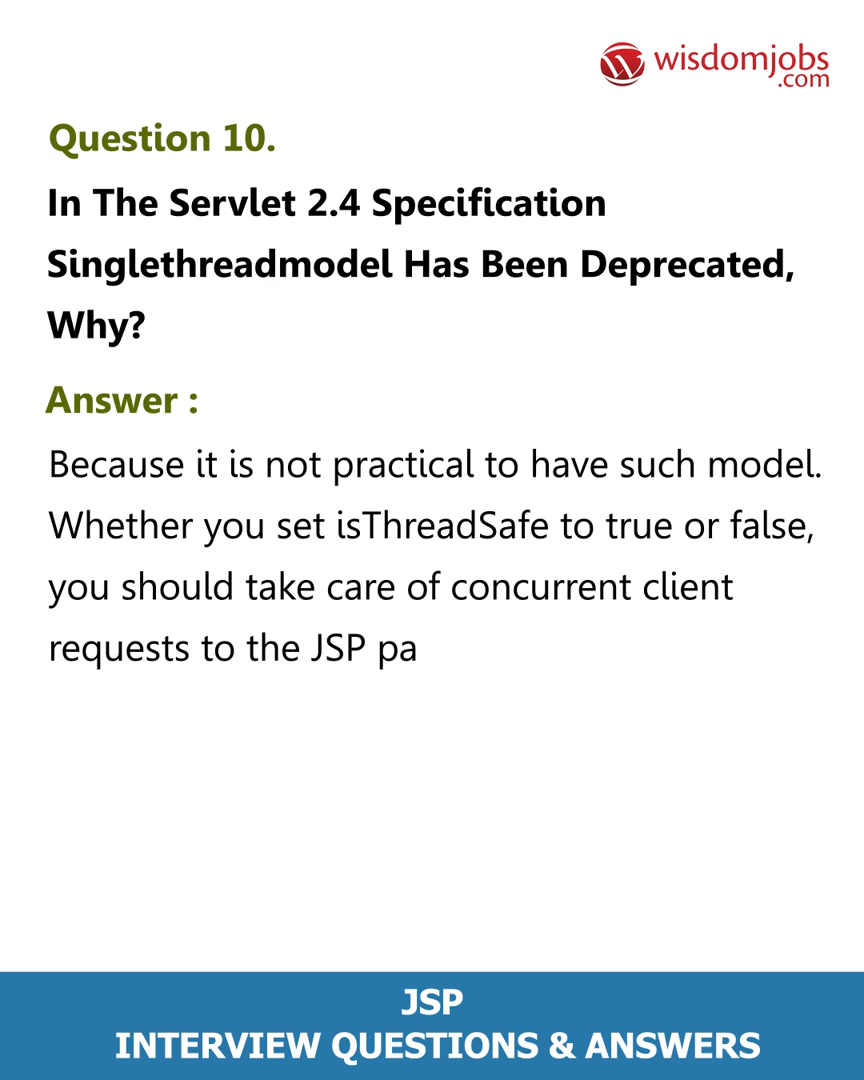 wisdomjobs
.com
Question 10.
In The Servlet 2.4 Specification
Singlethreadmodel Has Been Deprecated,
Why?
Answer :
Because it is not practical to have such model.
Whether you set isThreadSafe to true or false,
you should take care of concurrent client
requests to the JSP pa
JSP
INTERVIEW QUESTIONS & ANSWERS